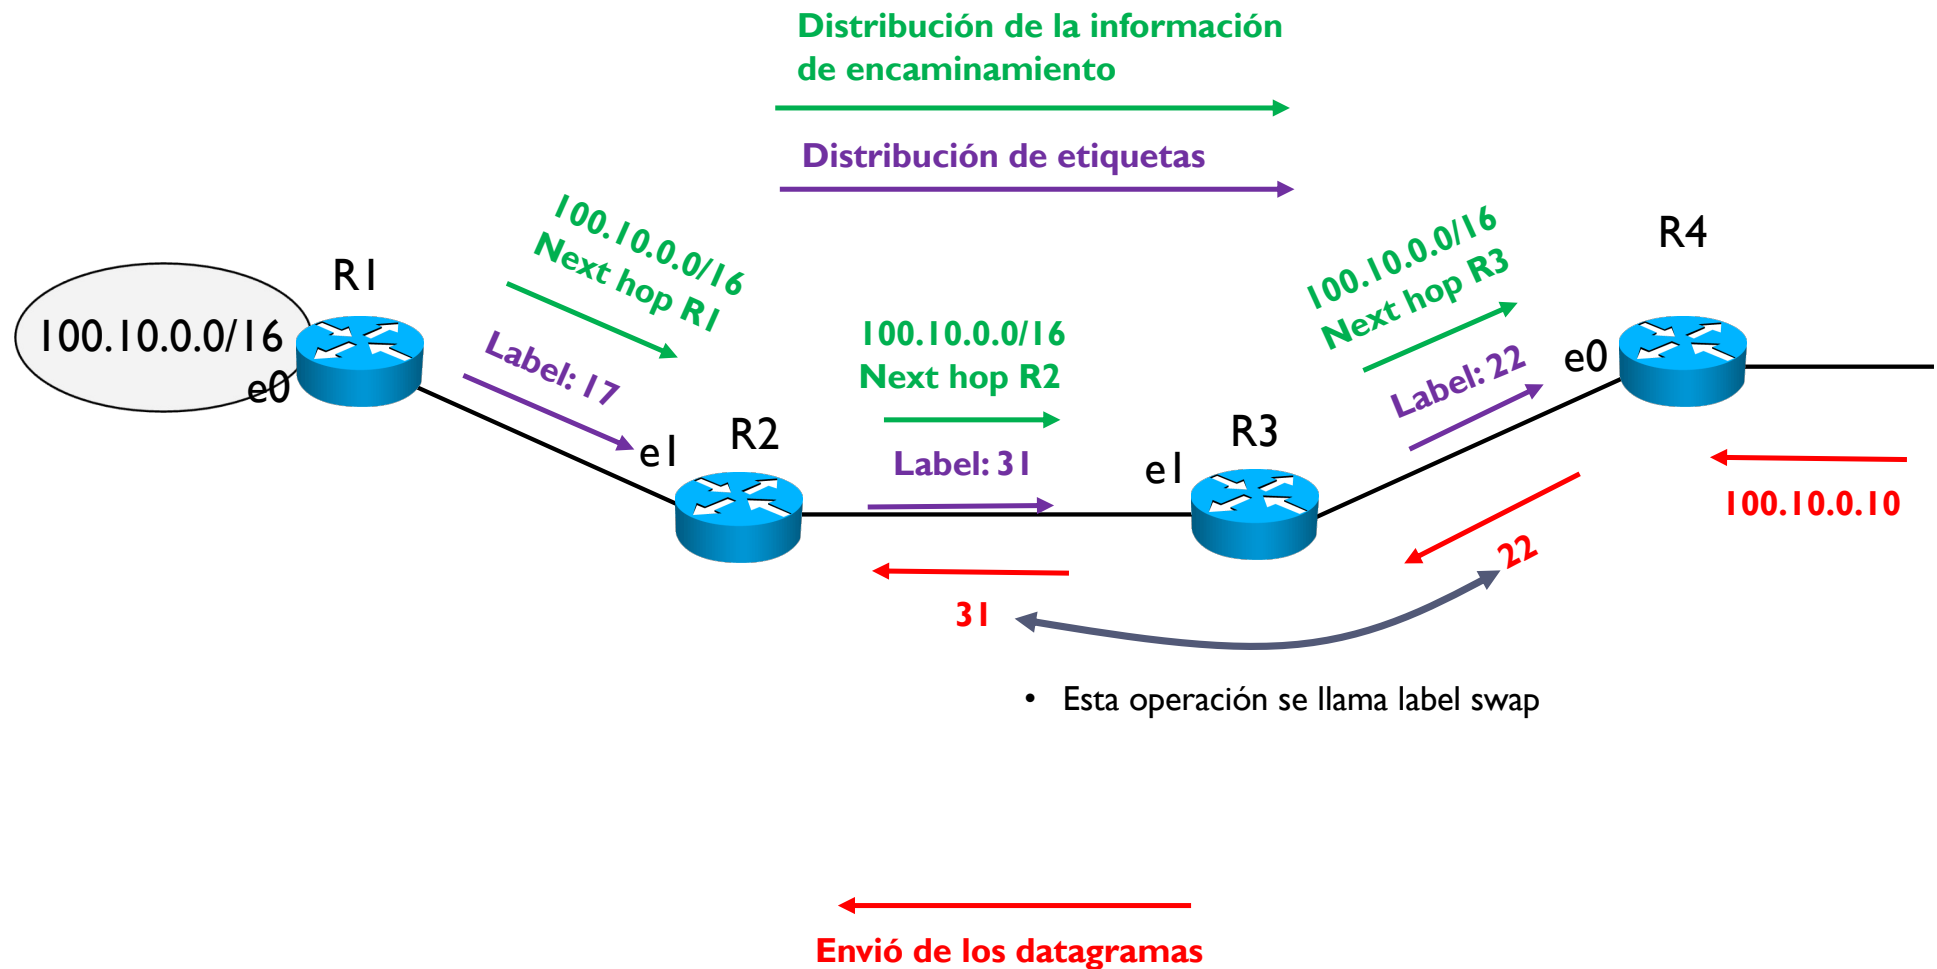 Distribución de la información
de encaminamiento
Distribución de etiquetas
100.10.0.0/16
Next hop R1
100.10.0.0/16
Next hop R3
R4
R1
100.10.0.0/16
e0
Label: 17
100.10.0.0/16
Next hop R2
Label: 22
e0
e1
R2
Label: 31
e1
R3
100.10.0.10
22
31
• Esta operación se llama label swap
Envió de los datagramas